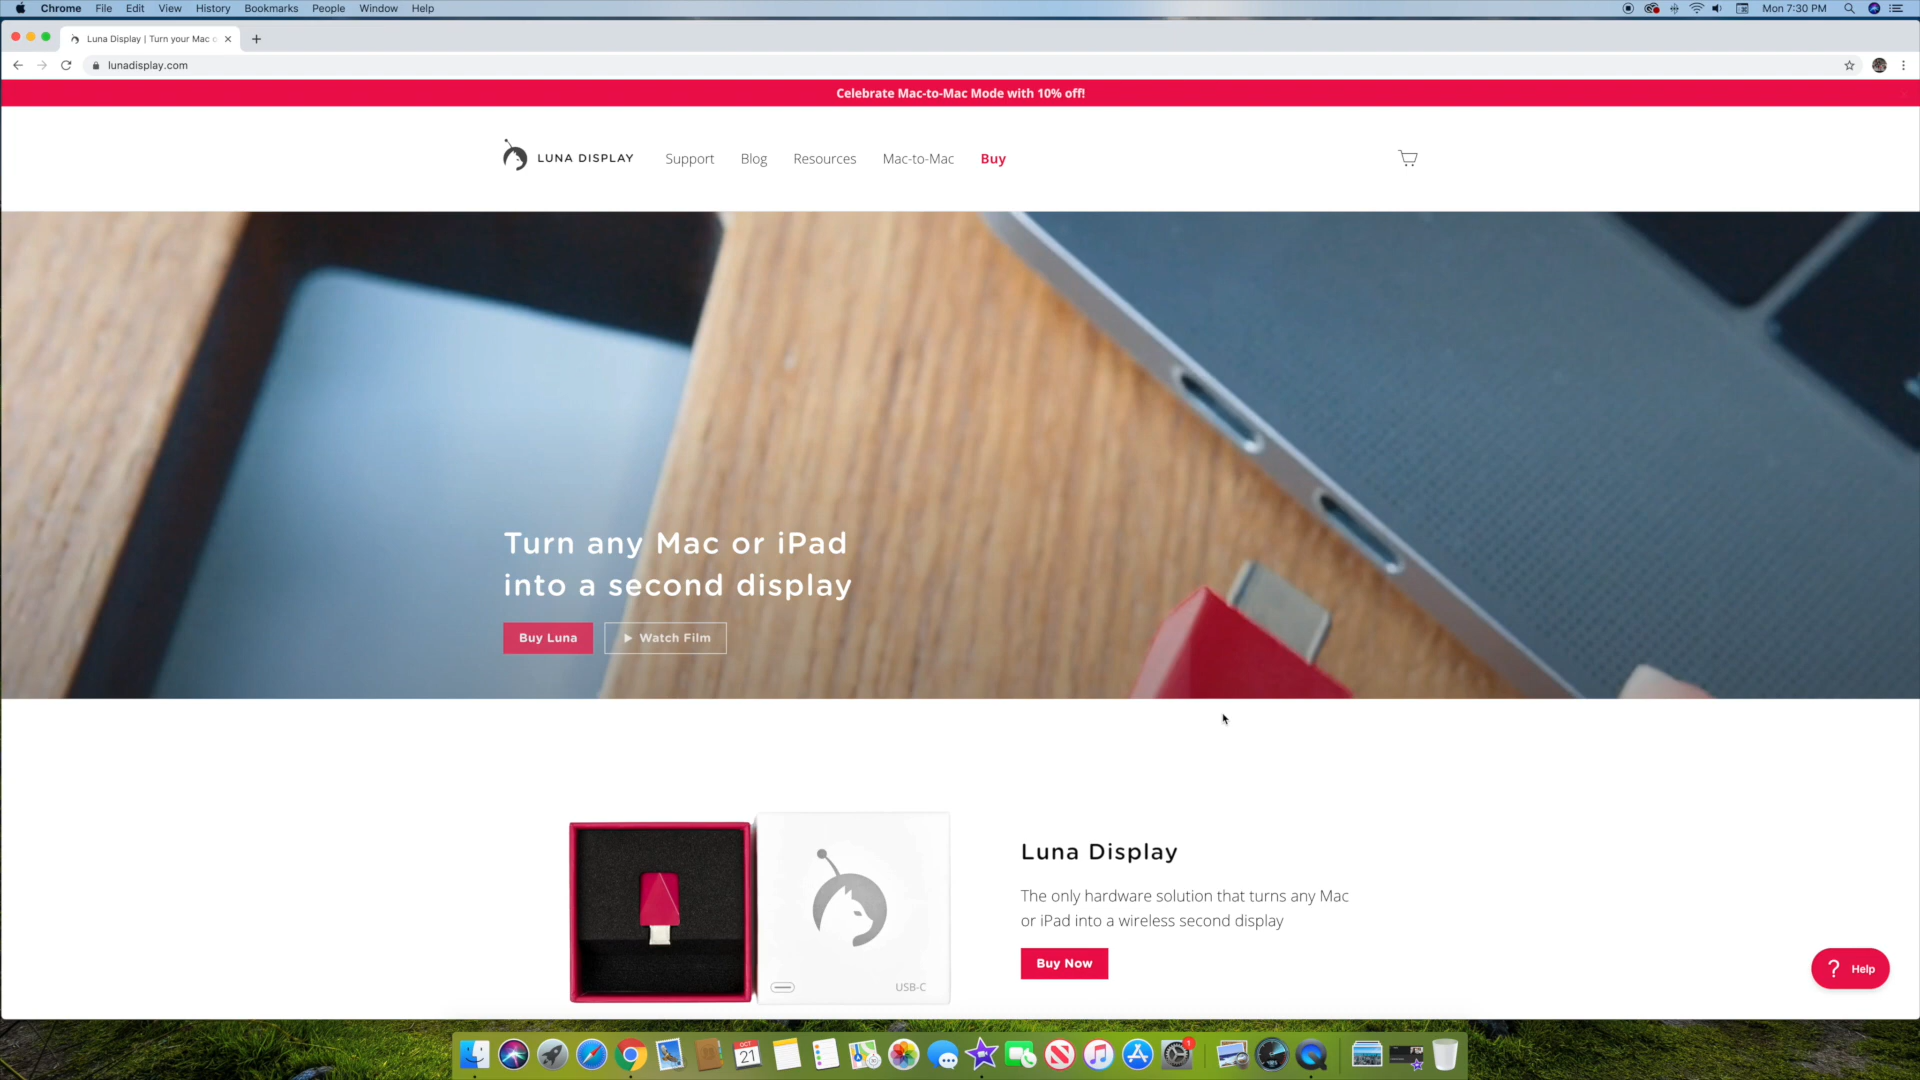 Chrome File Edit View History Bookmarks People Window Help
Mon 7:30 PM
Luna Display | Turn your Mac o
lunadisplay.com
Celebrate Mac-to-Mac Mode with 10% off!
LUNA DISPLAY Support Blog Resources Mac-to-Mac Buy
Turn any Mac or iPad
into a second display
Buy Luna
Watch Film
Luna Display
The only hardware solution that turns any Mac
or iPad into a wireless second display
Buy Now
USB-C
? Help
OCT
21
1